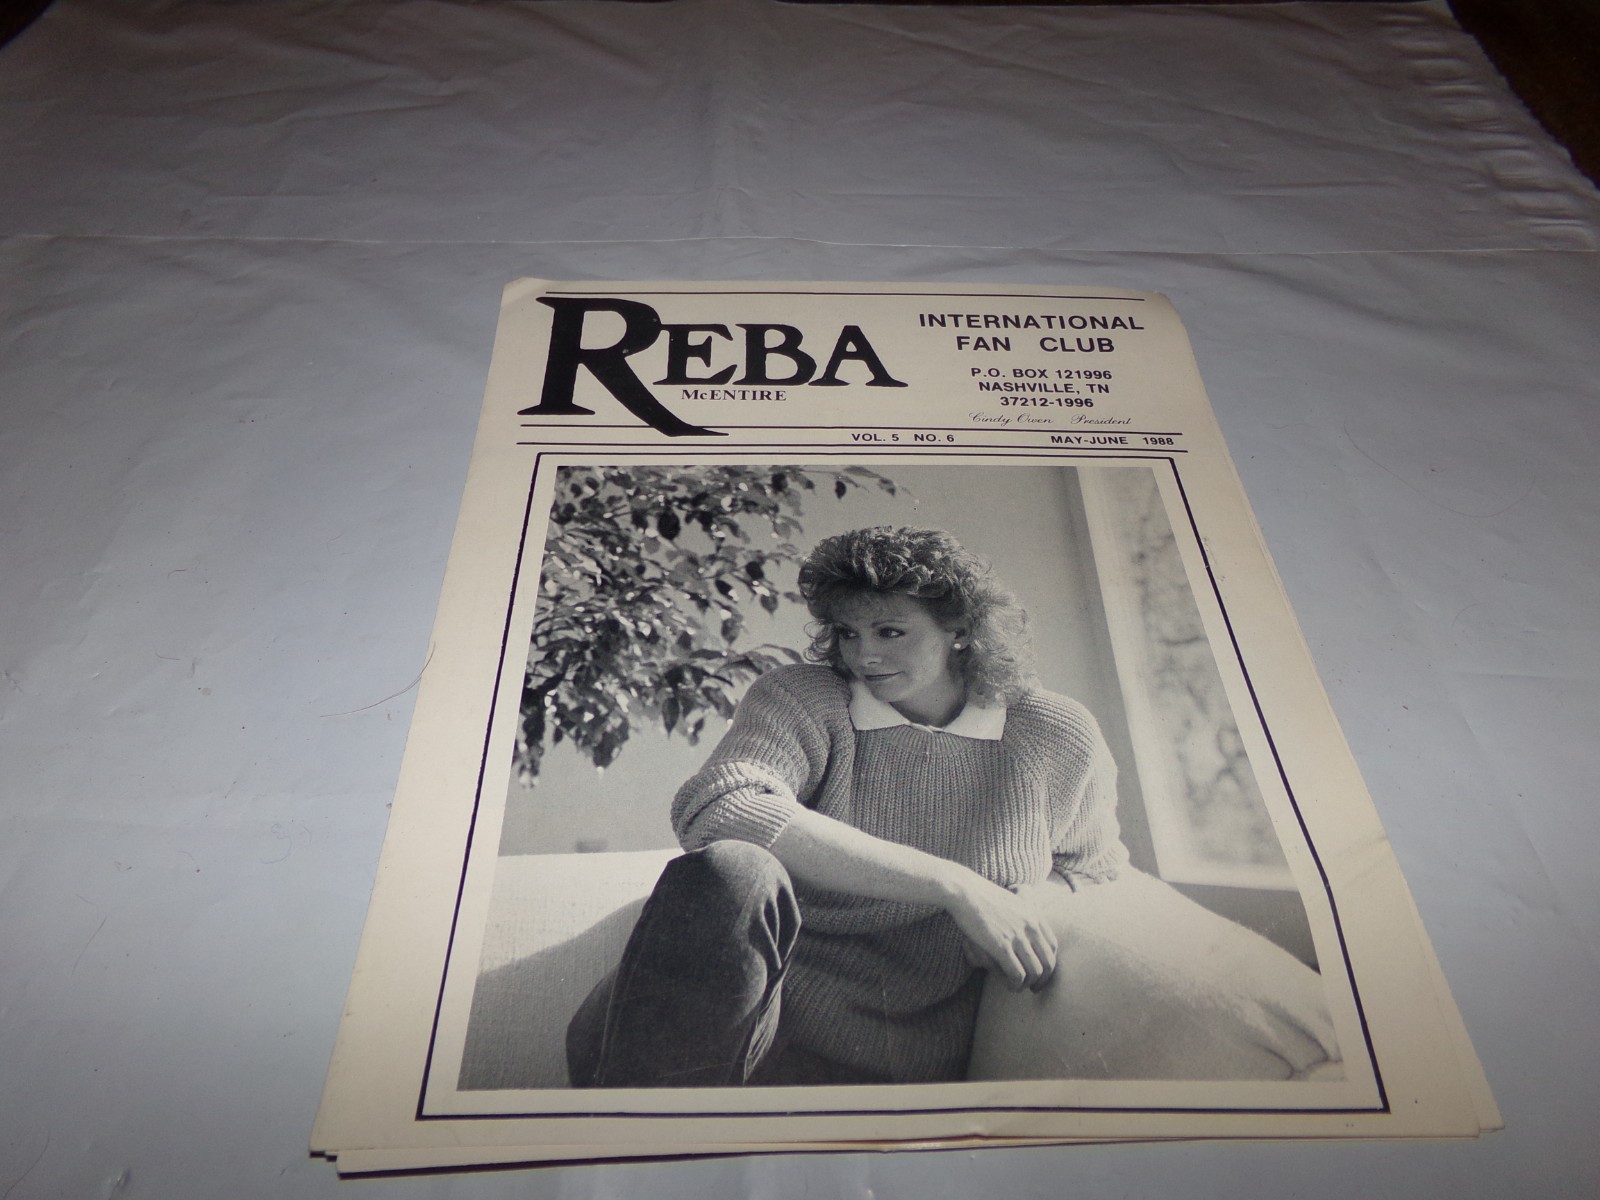 REBA
McENTIRE
INTERNATIONAL
FAN CLUB
P.O. BOX 121996
NASHVILLE, TN
37212-1996
Cindy Owen President
VOL. 5 NO. 6 MAY-JUNE 1988